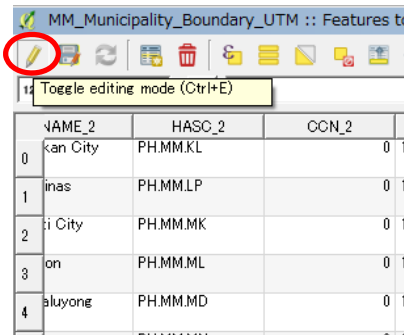 MM_Municipality_Boundary_UTM :: Features t
Toggle editing mode (Ctrl+E)
NAME_2 HASC_2 CCN_2
0 kan City PH.MM.KL 0
1 inas PH.MM.LP 0
2 ti City PH.MM.MK 0
3 on PH.MM.ML 0
4 aluyong PH.MM.MD 0